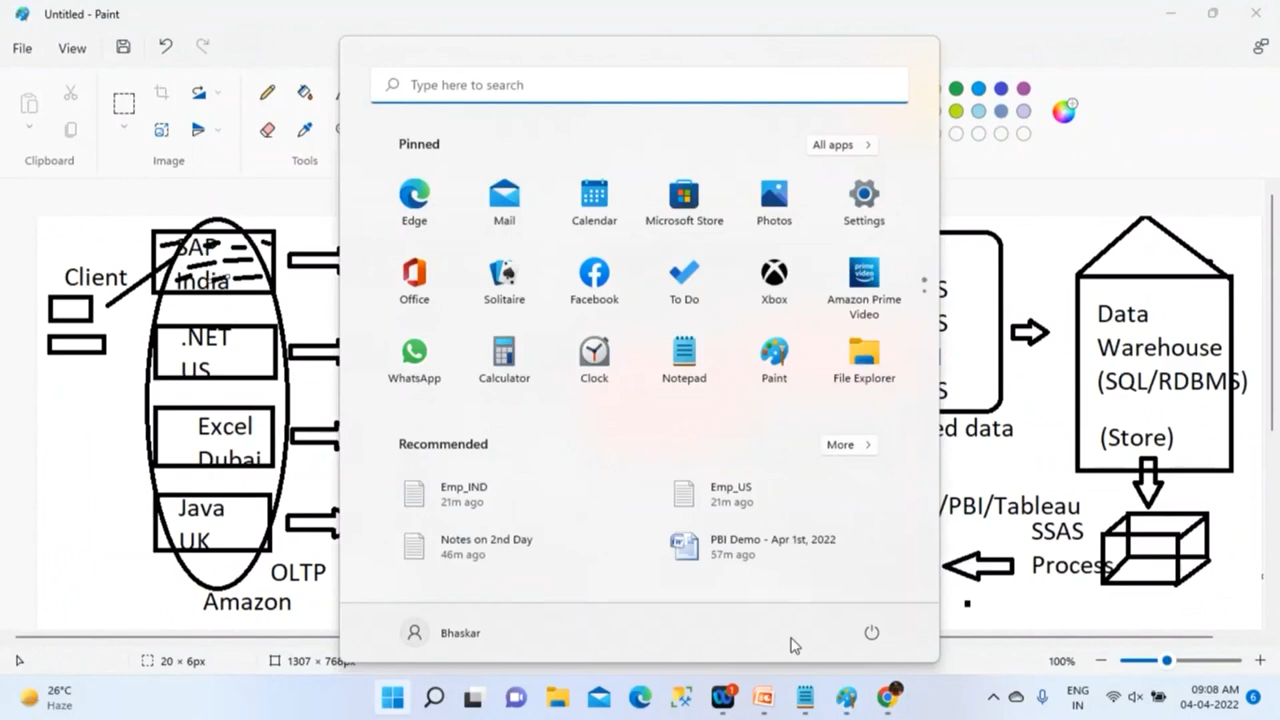 Untitled - Paint
File
View
Clipboard
Image
Tools
Type here to search
Pinned
All apps
Edge
Mail
Calendar
Microsoft Store
Photos
Settings
Office
Solitaire
Facebook
To Do
Xbox
Amazon Prime
Video
WhatsApp
Calculator
Clock
Notepad
Paint
File Explorer
Recommended
More
Emp_IND
21m ago
Emp_US
21m ago
Notes on 2nd Day
46m ago
PBI Demo - Apr 1st, 2022
57m ago
Bhaskar
Client
SAP
India
.NET
US
Excel
Dubai
Java
UK
OLTP
Amazon
S
S
S
ed data
Data
Warehouse
(SQL/RDBMS)
(Store)
/PBI/Tableau
SSAS
Process
20 × 6px
1307 × 768px
100%
26°C
Haze
1
ENG
IN
09:08 AM
04-04-2022
6